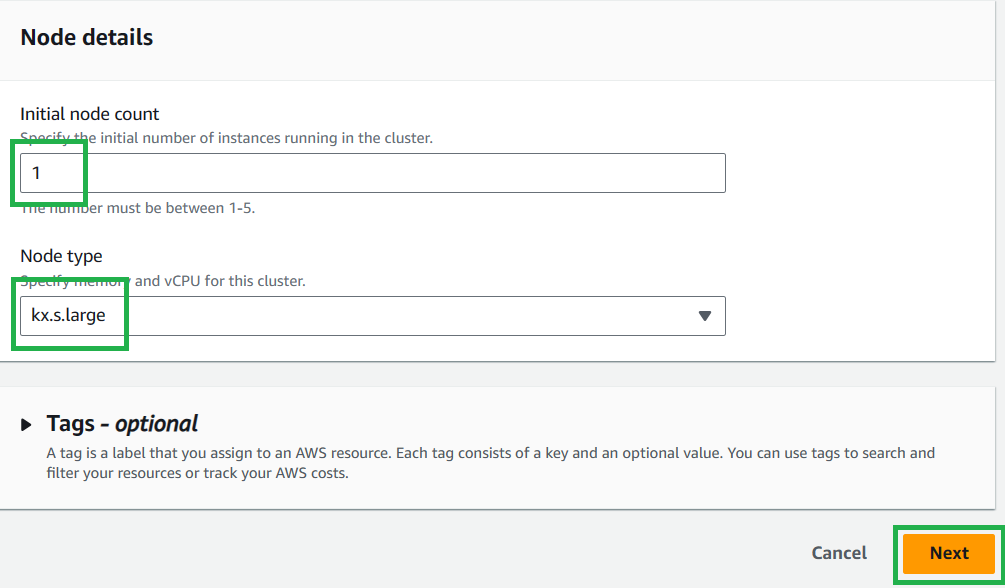 Node details
Initial node count
Specify the initial number of instances running in the cluster.
1
The number must be between 1-5.
Node type
Specify memory and vCPU for this cluster.
kx.s.large
Tags - optional
A tag is a label that you assign to an AWS resource. Each tag consists of a key and an optional value. You can use tags to search and
filter your resources or track your AWS costs.
Cancel
Next